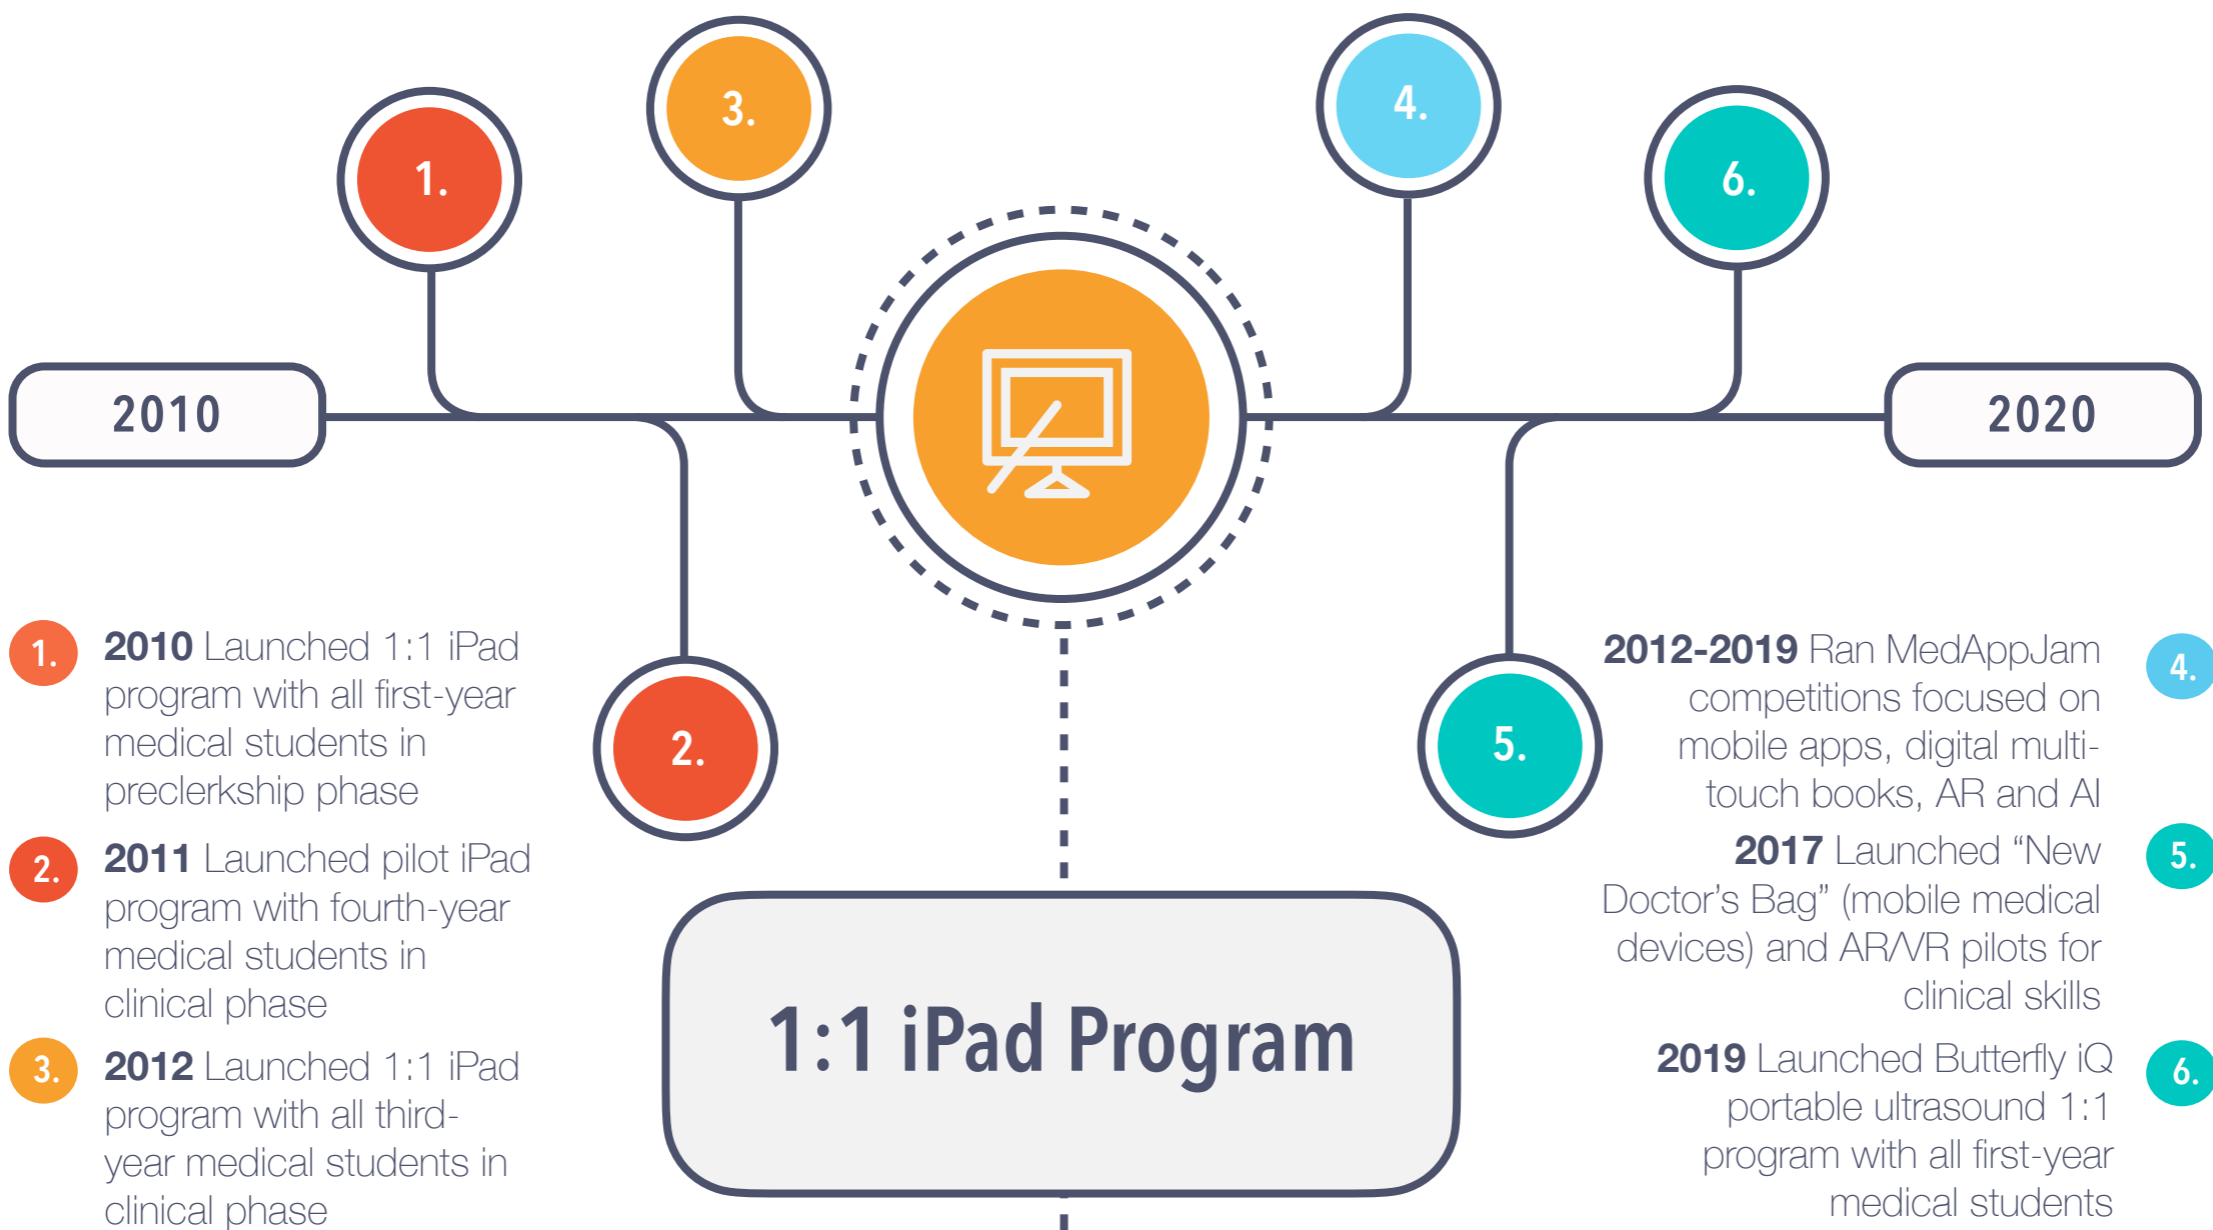 1.
3.
4.
6.
2010
2020
2.
5.
1.
2010 Launched 1:1 iPad
program with all first-year
medical students in
preclerkship phase
2.
2011 Launched pilot iPad
program with fourth-year
medical students in
clinical phase
3.
2012 Launched 1:1 iPad
program with all third-
year medical students in
clinical phase
1:1 iPad Program
2012-2019 Ran MedAppJam
competitions focused on
mobile apps, digital multi-
touch books, AR and AI
4.
2017 Launched “New
Doctor’s Bag” (mobile medical
devices) and AR/VR pilots for
clinical skills
5.
2019 Launched Butterfly iQ
portable ultrasound 1:1
program with all first-year
medical students
6.